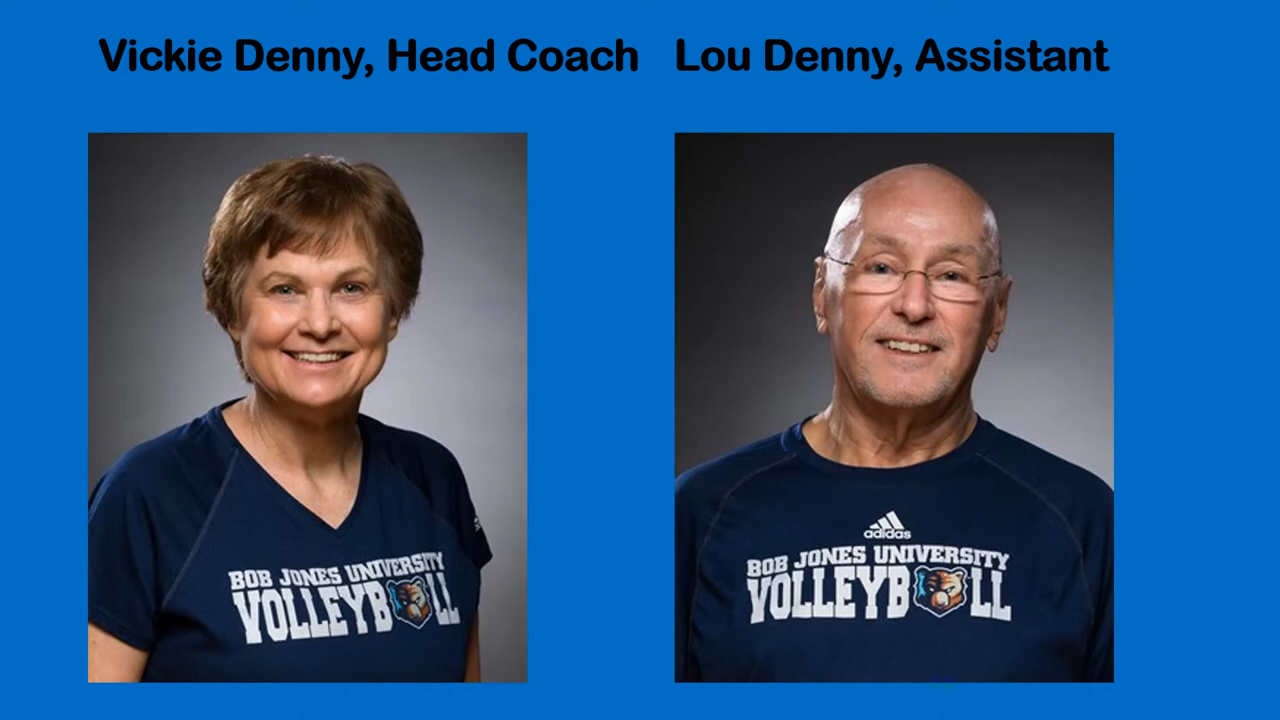 Vickie Denny, Head Coach
Lou Denny, Assistant
BOB JONES UNIVERSITY
VOLLEYB LL
adidas
BOB JONES UNIVERSITY
VOLLEYB LL